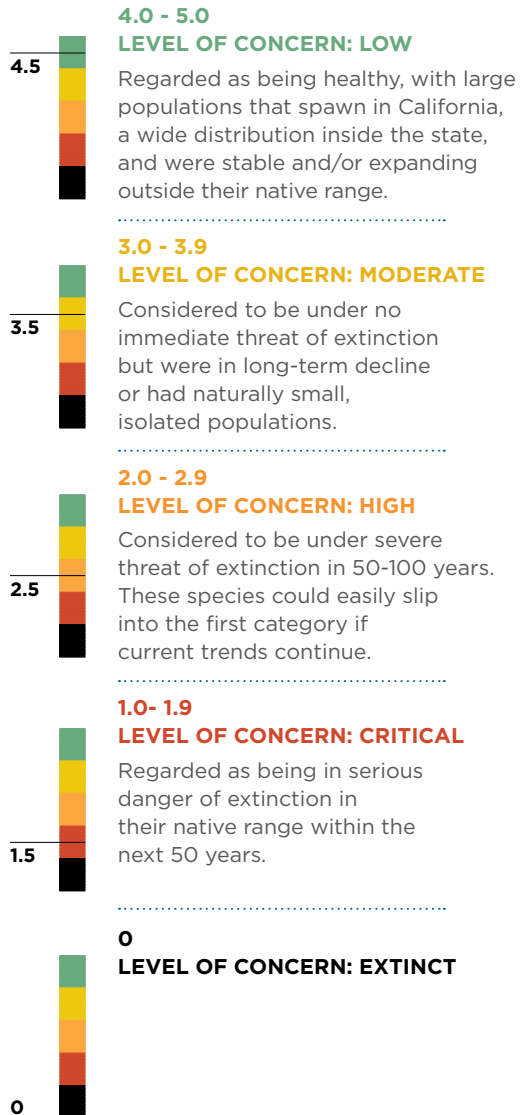 4.0 - 5.0
LEVEL OF CONCERN: LOW
4.5
Regarded as being healthy, with large
populations that spawn in California,
a wide distribution inside the state,
and were stable and/or expanding
outside their native range.
3.0 - 3.9
LEVEL OF CONCERN: MODERATE
3.5
Considered to be under no
immediate threat of extinction
but were in long-term decline
or had naturally small,
isolated populations.
2.0 - 2.9
LEVEL OF CONCERN: HIGH
2.5
Considered to be under severe
threat of extinction in 50-100 years.
These species could easily slip
into the first category if
current trends continue.
1.0- 1.9
LEVEL OF CONCERN: CRITICAL
1.5
Regarded as being in serious
danger of extinction in
their native range within the
next 50 years.
0
LEVEL OF CONCERN: EXTINCT
0